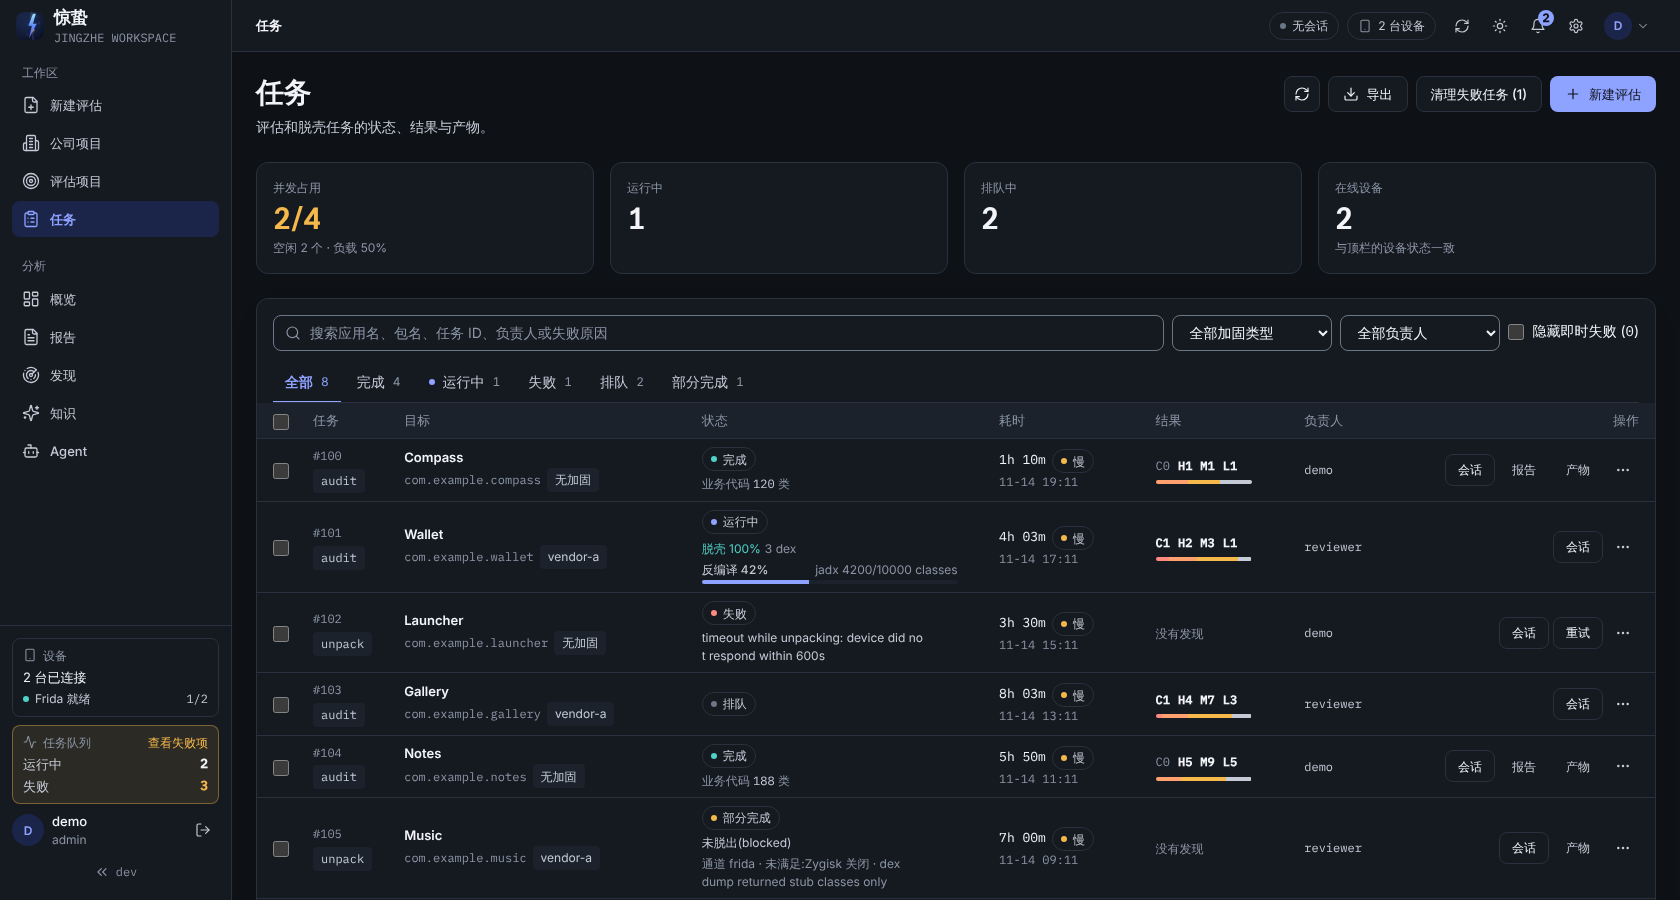 惊蛰
JINGZHE WORKSPACE
工作区
新建评估
公司项目
评估项目
任务
分析
概览
报告
发现
知识
Agent
设备
2 台已连接
Frida 就绪 1/2
任务队列 查看失败项
运行中 2
失败 3
D demo
admin
dev
任务
无会话 2 台设备 2 D
任务
评估和脱壳任务的状态、结果与产物。
导出 清理失败任务 (1) 新建评估
并发占用
2/4
空闲 2 个 · 负载 50%
运行中
1
排队中
2
在线设备
2
与顶栏的设备状态一致
搜索应用名、包名、任务 ID、负责人或失败原因 全部加固类型 全部负责人 隐藏即时失败 (0)
全部 8 完成 4 运行中 1 失败 1 排队 2 部分完成 1
任务 目标 状态 耗时 结果 负责人 操作
#100
audit
Compass
com.example.compass 无加固
完成
业务代码 120 类
1h 10m 慢
11-14 19:11
C0 H1 M1 L1
demo
会话 报告 产物 ···
#101
audit
Wallet
com.example.wallet vendor-a
运行中
脱壳 100% 3 dex
反编译 42% jadx 4200/10000 classes
4h 03m 慢
11-14 17:11
C1 H2 M3 L1
reviewer
会话 ···
#102
unpack
Launcher
com.example.launcher 无加固
失败
timeout while unpacking: device did no
t respond within 600s
3h 30m 慢
11-14 15:11
没有发现
demo
会话 重试 ···
#103
audit
Gallery
com.example.gallery vendor-a
排队
8h 03m 慢
11-14 13:11
C1 H4 M7 L3
reviewer
会话 ···
#104
audit
Notes
com.example.notes 无加固
完成
业务代码 188 类
5h 50m 慢
11-14 11:11
C0 H5 M9 L5
demo
会话 报告 产物 ···
#105
unpack
Music
com.example.music vendor-a
部分完成
未脱出(blocked)
通道 frida · 未满足:Zygisk 关闭 · dex
dump returned stub classes only
7h 00m 慢
11-14 09:11
没有发现
reviewer
会话 产物 ···